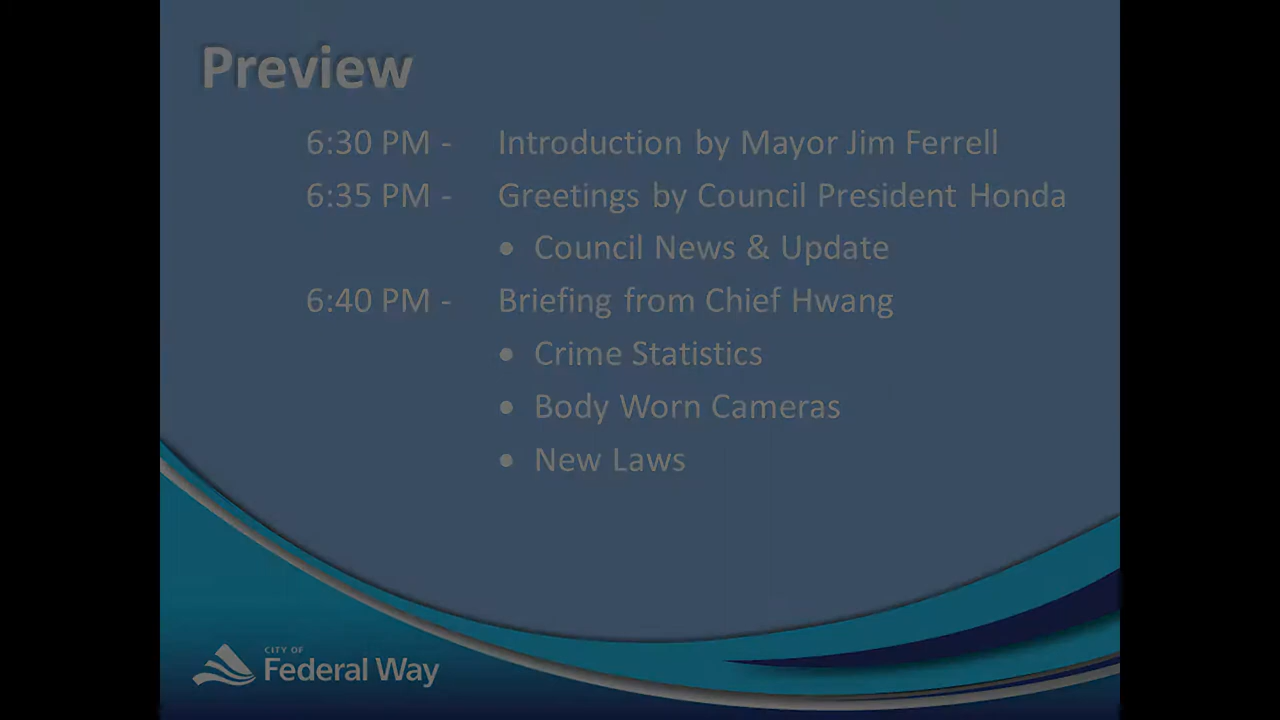 Preview
6:30 PM - Introduction by Mayor Jim Ferrell
6:35 PM - Greetings by Council President Honda
• Council News & Update
6:40 PM - Briefing from Chief Hwang
• Crime Statistics
• Body Worn Cameras
• New Laws
CITY OF
Federal Way